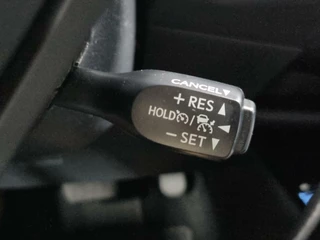 CANCEL▼
+ RES ▲
HOLD / ◀
− SET ▼